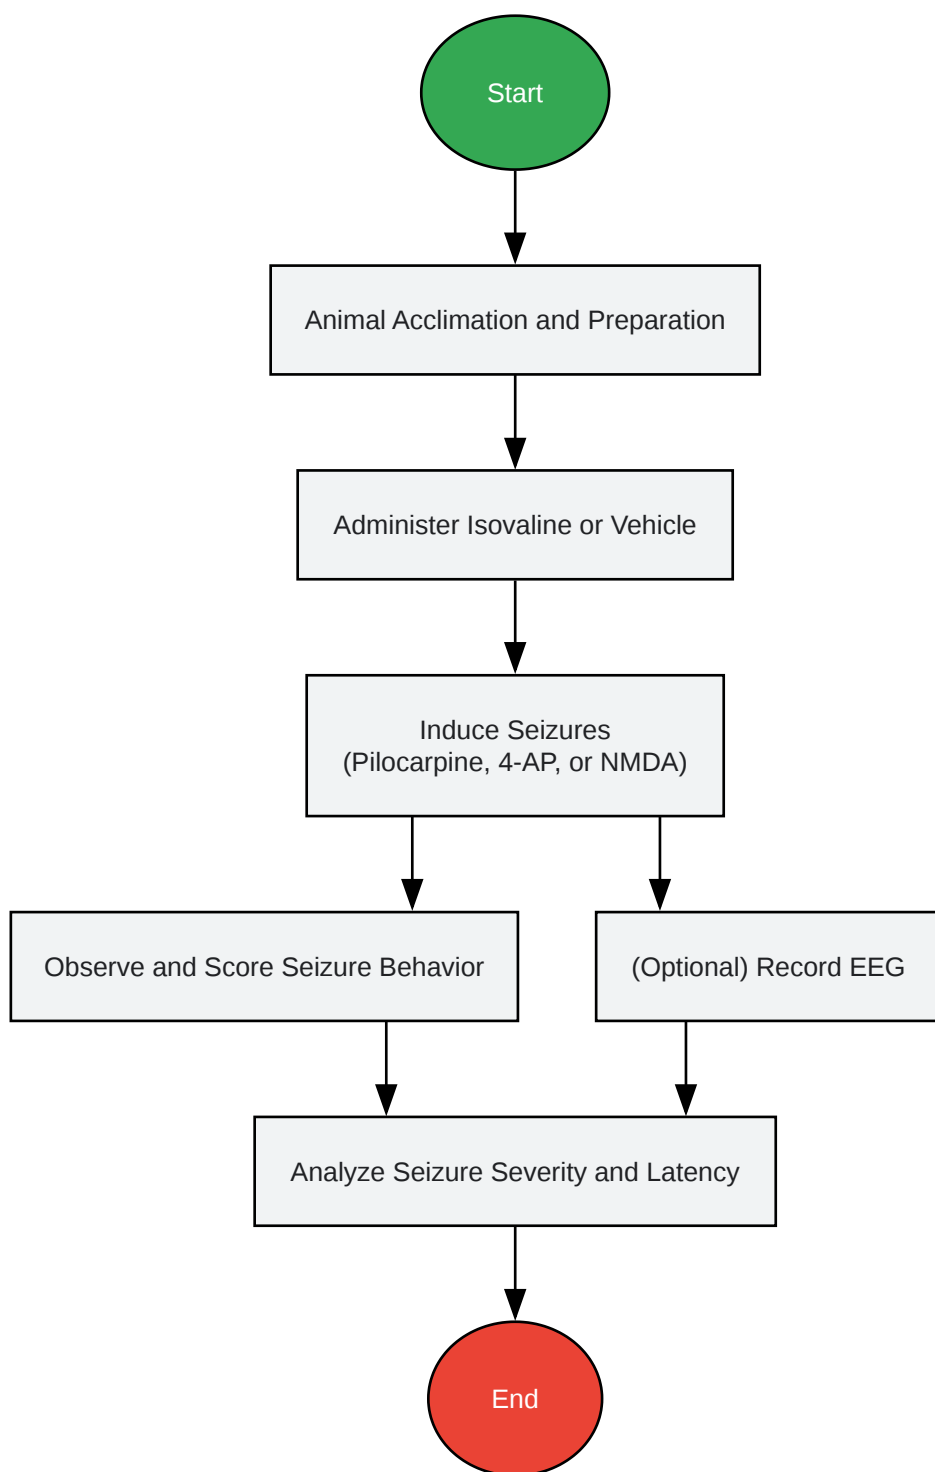 Start
Animal Acclimation and Preparation
Administer Isovaline or Vehicle
Induce Seizures
(Pilocarpine, 4-AP, or NMDA)
Observe and Score Seizure Behavior
(Optional) Record EEG
Analyze Seizure Severity and Latency
End